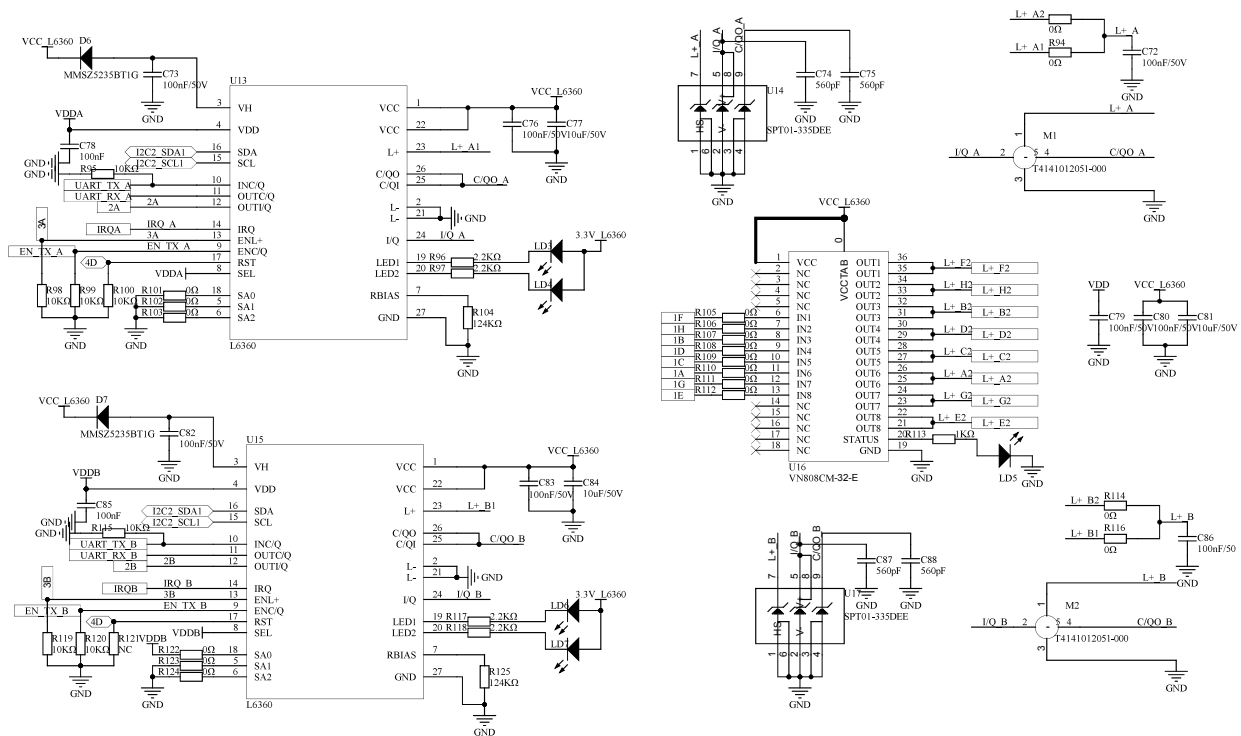 VCC_L6360
D6
MMSZ5235BT1G
C73
100nF/50V
GND
VDDA
C78
100nF
GND
GND
R95
10KΩ
I2C2_SDA1
I2C2_SCL1
UART_TX_A
UART_RX_A
2A
2A
IRQA
IRQ_A
3A
3A
EN_TX_A
EN_TX_A
4D
VDDA
R98
10KΩ
R99
10KΩ
R100
10KΩ
GND
R101
0Ω
R102
0Ω
R103
0Ω
GND
U13
3
VH
4
VDD
16
SDA
15
SCL
10
INC/Q
11
OUTC/Q
12
OUTI/Q
14
IRQ
13
ENL+
9
ENC/Q
17
RST
8
SEL
18
SA0
5
SA1
6
SA2
VCC
1
VCC
22
L+
23
L+_A1
C/QO
26
C/QI
25
C/QO_A
L-
2
L-
21
GND
I/Q
24
I/Q_A
LED1
19
R96
2.2KΩ
LED2
20
R97
2.2KΩ
RBIAS
7
GND
27
L6360
VCC_L6360
C76
100nF/50V
C77
10uF/50V
GND
3.3V_L6360
LD3
LD4
R104
124KΩ
GND
VCC_L6360
D7
MMSZ5235BT1G
C82
100nF/50V
GND
VDDB
C85
100nF
GND
GND
R115
10KΩ
I2C2_SDA1
I2C2_SCL1
UART_TX_B
UART_RX_B
2B
2B
IRQB
IRQ_B
3B
3B
EN_TX_B
EN_TX_B
4D
VDDB
R119
10KΩ
R120
10KΩ
R121
NC
GND
VDDB
R122
0Ω
R123
0Ω
R124
0Ω
GND
U15
3
VH
4
VDD
16
SDA
15
SCL
10
INC/Q
11
OUTC/Q
12
OUTI/Q
14
IRQ
13
ENL+
9
ENC/Q
17
RST
8
SEL
18
SA0
5
SA1
6
SA2
VCC
1
VCC
22
L+
23
L+_B1
C/QO
26
C/QI
25
C/QO_B
L-
2
L-
21
GND
I/Q
24
I/Q_B
LED1
19
R117
2.2KΩ
LED2
20
R118
2.2KΩ
RBIAS
7
GND
27
L6360
VCC_L6360
C83
100nF/50V
C84
10uF/50V
GND
3.3V_L6360
LD6
LD7
R125
124KΩ
GND
L+_A
I/Q_A
C/QO_A
7
5
8
9
U14
HS
V+
V-
1
6
2
3
4
SPT01-335DEE
GND
C74
560pF
C75
560pF
GND
GND
L+_A2
0Ω
L+_A1
R94
0Ω
L+_A
C72
100nF/50V
GND
L+_A
1
M1
I/Q_A
2
5
4
C/QO_A
3
T4141012051-000
GND
VCC_L6360
0
VCCTAB
1
VCC
2
NC
3
NC
4
NC
5
NC
6
IN1
7
IN2
8
IN3
9
IN4
10
IN5
11
IN6
12
IN7
13
IN8
14
NC
15
NC
16
NC
17
NC
18
NC
1F
R105
0Ω
1H
R106
0Ω
1B
R107
0Ω
1D
R108
0Ω
1C
R109
0Ω
1A
R110
0Ω
1G
R111
0Ω
1E
R112
0Ω
OUT1
36
OUT1
35
OUT2
34
OUT2
33
OUT3
32
OUT3
31
OUT4
30
OUT4
29
OUT5
28
OUT5
27
OUT6
26
OUT6
25
OUT7
24
OUT7
23
OUT8
22
OUT8
21
STATUS
20
GND
19
L+_F2
L+_F2
L+_H2
L+_H2
L+_B2
L+_B2
L+_D2
L+_D2
L+_C2
L+_C2
L+_A2
L+_A2
L+_G2
L+_G2
L+_E2
L+_E2
R113
1KΩ
LD5
GND
GND
U16
VN808CM-32-E
VDD
C79
100nF/50V
GND
VCC_L6360
C80
100nF/50V
C81
10uF/50V
GND
L+_B
I/Q_B
C/QO_B
7
5
8
9
U17
HS
V+
V-
1
6
2
3
4
SPT01-335DEE
GND
C87
560pF
C88
560pF
GND
GND
L+_B2
R114
0Ω
L+_B1
R116
0Ω
L+_B
C86
100nF/50
GND
L+_B
1
M2
I/Q_B
2
5
4
C/QO_B
3
T4141012051-000
GND